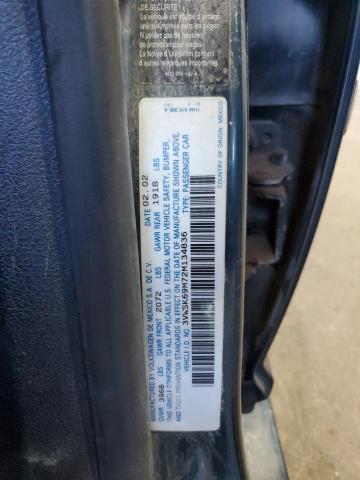 DE SECURITE!
COUNTRY OF ORIGIN: MEXICO
MANUFACTURED BY VOLKSWAGEN DE MEXICO S.A. DE C.V. DATE 02.02
GVWR 3968 LBS GAWR FRONT 2072 LBS GAWR REAR 1918 LBS
THIS VEHICLE CONFORMS TO ALL APPLICABLE U.S. FEDERAL MOTOR VEHICLE SAFETY, BUMPER,
AND THEFT PREVENTION STANDARDS IN EFFECT ON THE DATE OF MANUFACTURE SHOWN ABOVE.
VEHICLE I.D. NO. 3VWSK69M72M134836 TYPE: PASSENGER CAR